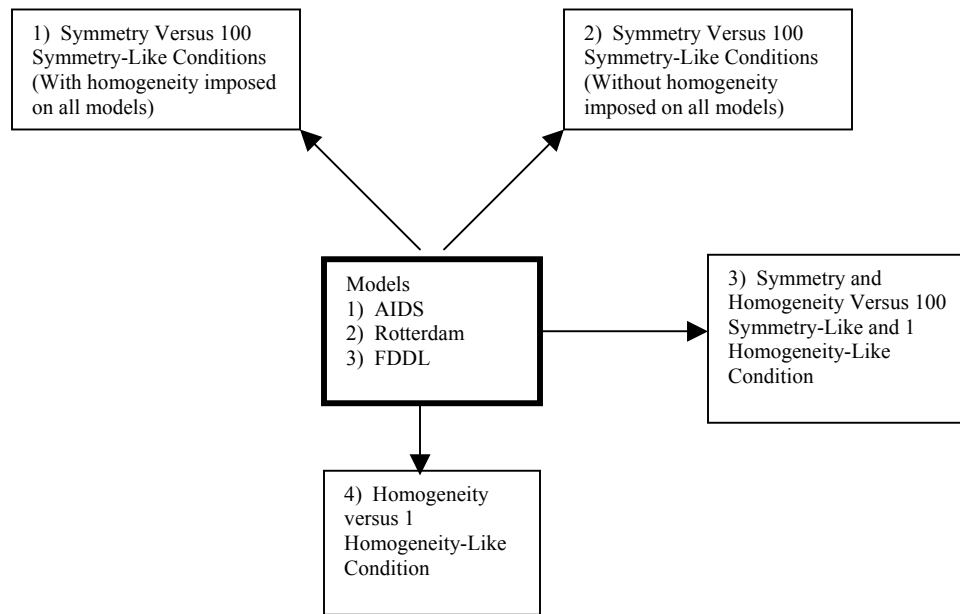 1) Symmetry Versus 100
Symmetry-Like Conditions
(With homogeneity imposed
on all models)
2) Symmetry Versus 100
Symmetry-Like Conditions
(Without homogeneity
imposed on all models)
Models
1) AIDS
2) Rotterdam
3) FDDL
3) Symmetry and
Homogeneity Versus 100
Symmetry-Like and 1
Homogeneity-Like
Condition
4) Homogeneity
versus 1
Homogeneity-Like
Condition